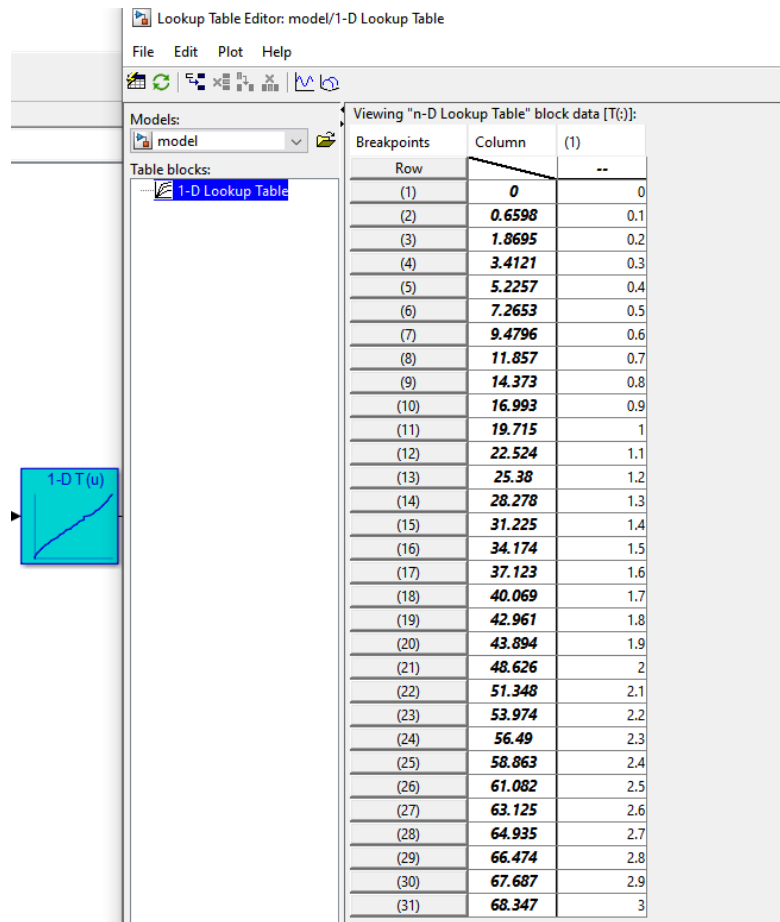 Lookup Table Editor: model/1-D Lookup Table
File Edit Plot Help
Models:
model
Table blocks:
1-D Lookup Table
Viewing "n-D Lookup Table" block data [T(:)]:
Breakpoints Column (1)
Row --
(1) 0 0
(2) 0.6598 0.1
(3) 1.8695 0.2
(4) 3.4121 0.3
(5) 5.2257 0.4
(6) 7.2653 0.5
(7) 9.4796 0.6
(8) 11.857 0.7
(9) 14.373 0.8
(10) 16.993 0.9
(11) 19.715 1
(12) 22.524 1.1
(13) 25.38 1.2
(14) 28.278 1.3
(15) 31.225 1.4
(16) 34.174 1.5
(17) 37.123 1.6
(18) 40.069 1.7
(19) 42.961 1.8
(20) 43.894 1.9
(21) 48.626 2
(22) 51.348 2.1
(23) 53.974 2.2
(24) 56.49 2.3
(25) 58.863 2.4
(26) 61.082 2.5
(27) 63.125 2.6
(28) 64.935 2.7
(29) 66.474 2.8
(30) 67.687 2.9
(31) 68.347 3
1-D T(u)